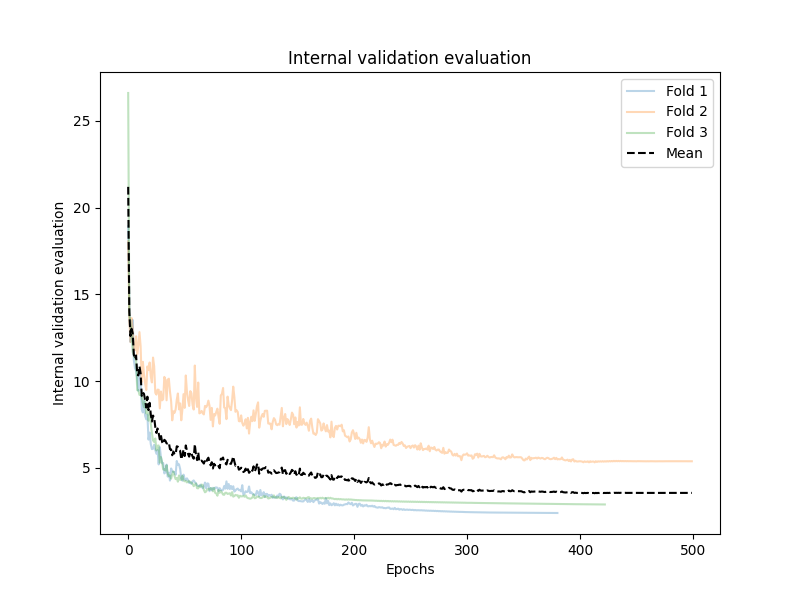 Internal validation evaluation
Fold 1
Fold 2
Fold 3
Mean
Internal validation evaluation
25
20
15
10
5
0
100
200
300
400
500
Epochs